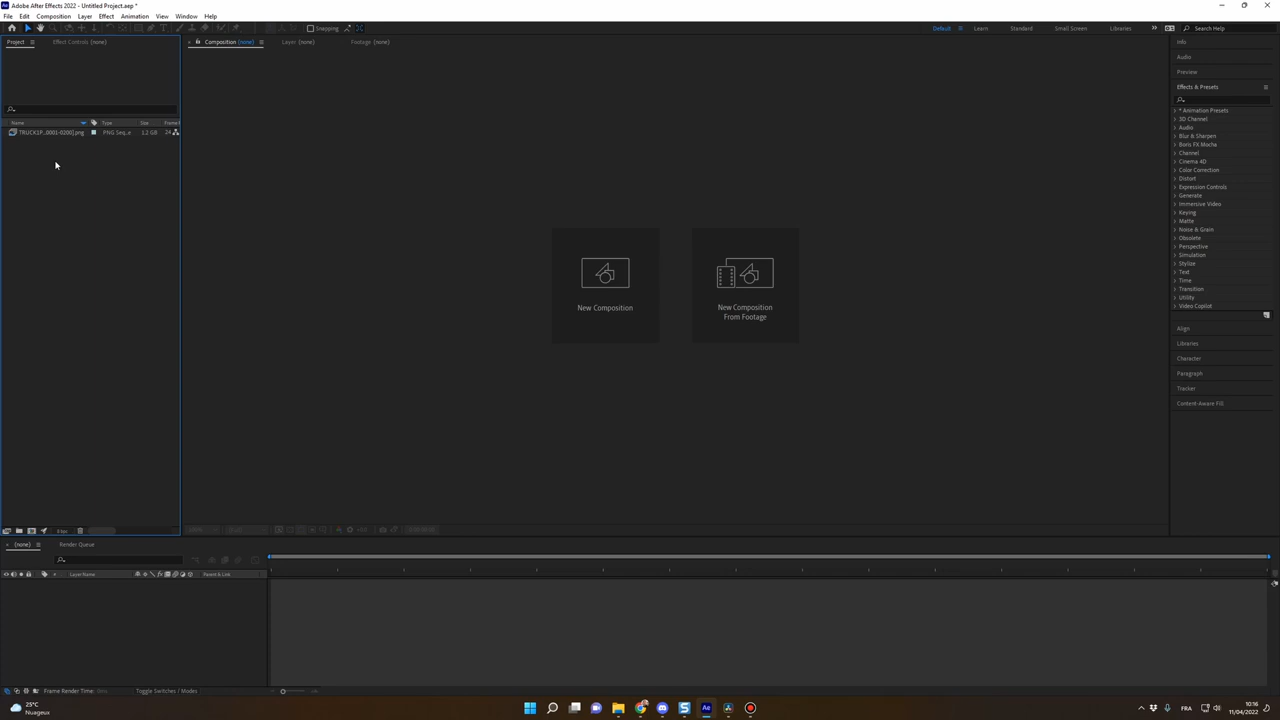 Adobe After Effects 2022 - Untitled Project.aep *
File Edit Composition Layer Effect Animation View Window Help
Snapping
Default
Learn
Standard
Small Screen
Libraries
Search Help
Project
Effect Controls (none)
Composition (none)
Layer (none)
Footage (none)
Name Type Size Frame
TRUCK1P...0001-0200].png PNG Seq...e 1.2 GB 24
New Composition
New Composition
From Footage
8 bpc
Info
Audio
Preview
Effects & Presets
* Animation Presets
3D Channel
Audio
Blur & Sharpen
Boris FX Mocha
Channel
Cinema 4D
Color Correction
Distort
Expression Controls
Generate
Immersive Video
Keying
Matte
Noise & Grain
Obsolete
Perspective
Simulation
Stylize
Text
Time
Transition
Utility
Video Copilot
Align
Libraries
Character
Paragraph
Tracker
Content-Aware Fill
(none)
Render Queue
Layer Name
Parent & Link
Frame Render Time:
Toggle Switches / Modes
25°C
Nuageux
FRA
10:16
11/04/2022